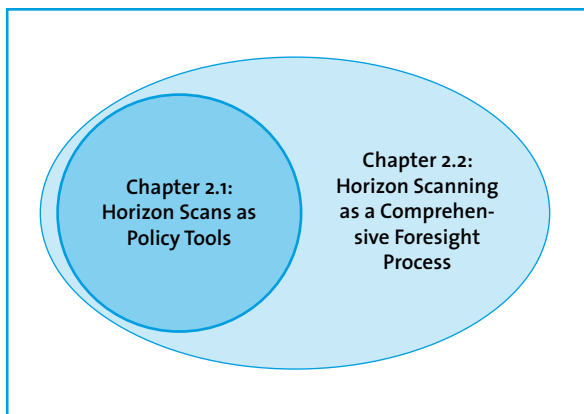 Chapter 2.1:
Horizon Scans as
Policy Tools
Chapter 2.2:
Horizon Scanning
as a Comprehen-
sive Foresight
Process